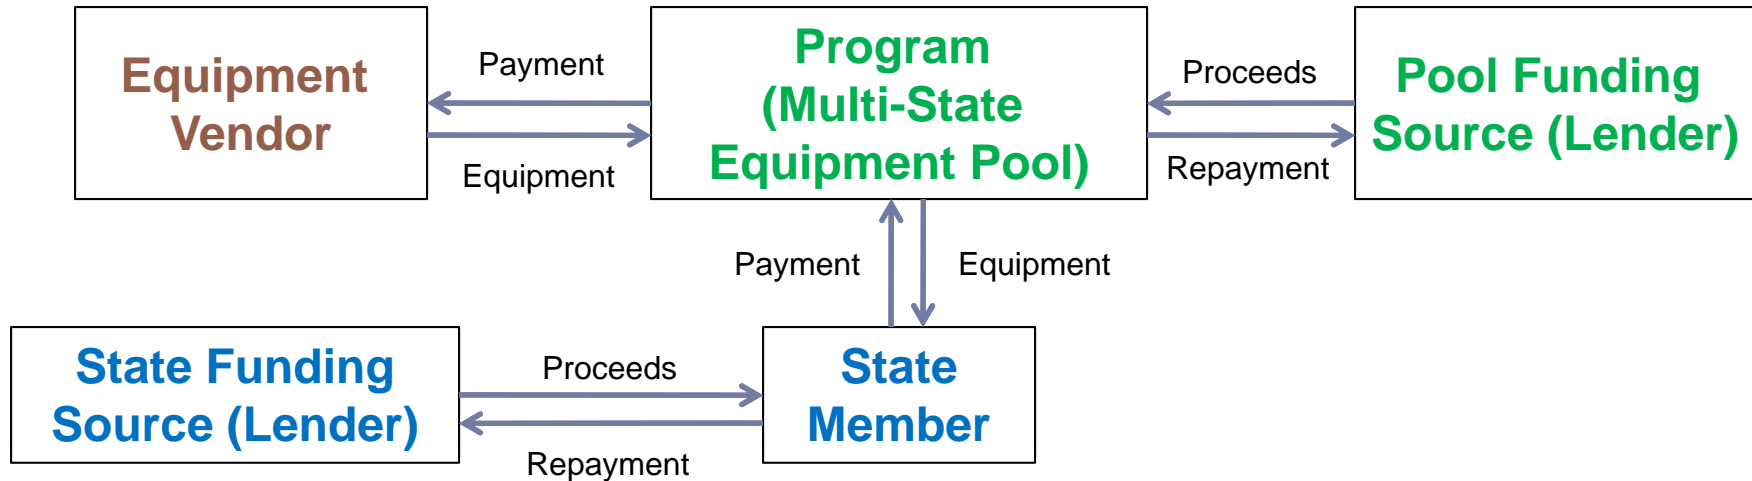 Equipment
Vendor
Payment
Equipment
Program
(Multi-State
Equipment Pool)
Proceeds
Repayment
Pool Funding
Source (Lender)
Payment
Equipment
State Funding
Source (Lender)
Proceeds
Repayment
State
Member